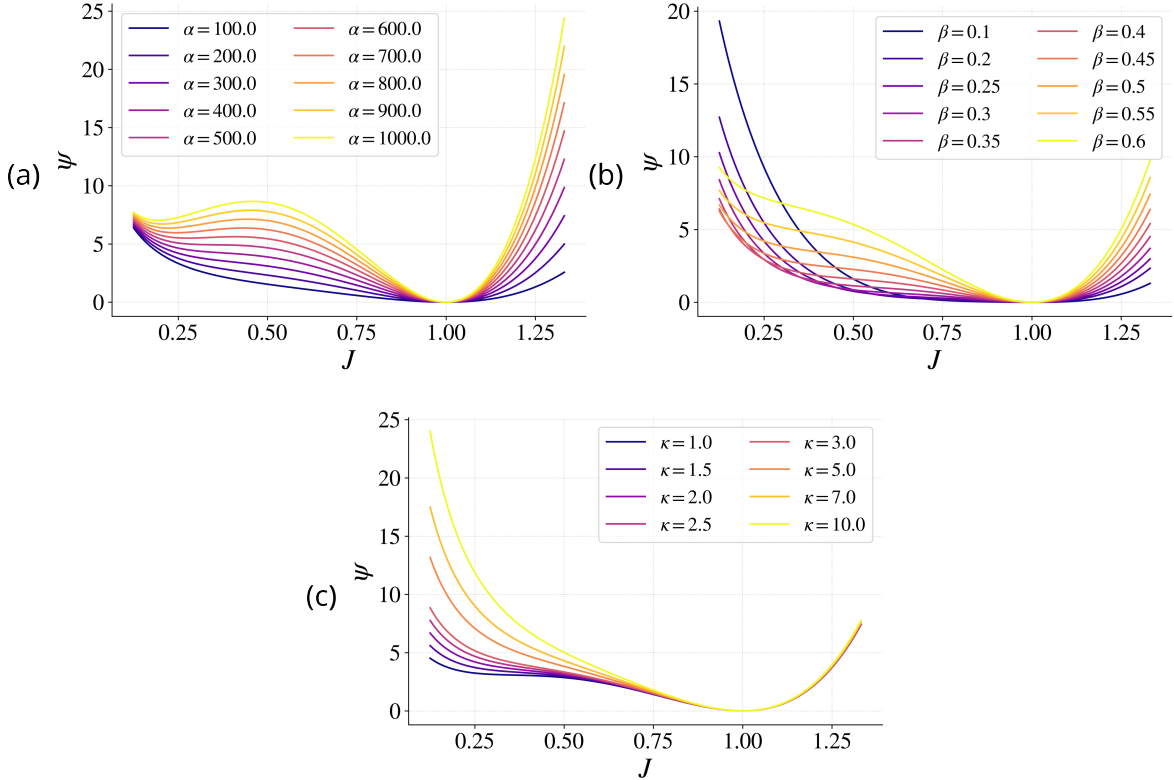 (a)
ψ
25
20
15
10
5
0
α = 100.0
α = 200.0
α = 300.0
α = 400.0
α = 500.0
α = 600.0
α = 700.0
α = 800.0
α = 900.0
α = 1000.0
0.25 0.50 0.75 1.00 1.25
J
(b)
ψ
20
15
10
5
0
β = 0.1
β = 0.2
β = 0.25
β = 0.3
β = 0.35
β = 0.4
β = 0.45
β = 0.5
β = 0.55
β = 0.6
0.25 0.50 0.75 1.00 1.25
J
(c)
ψ
25
20
15
10
5
0
κ = 1.0
κ = 1.5
κ = 2.0
κ = 2.5
κ = 3.0
κ = 5.0
κ = 7.0
κ = 10.0
0.25 0.50 0.75 1.00 1.25
J